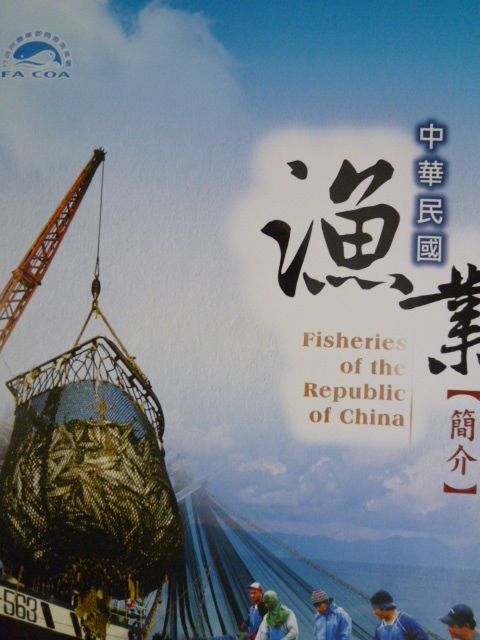 FA COA
中華民國
漁業
Fisheries
of the
Republic
of China
【簡介】
-563